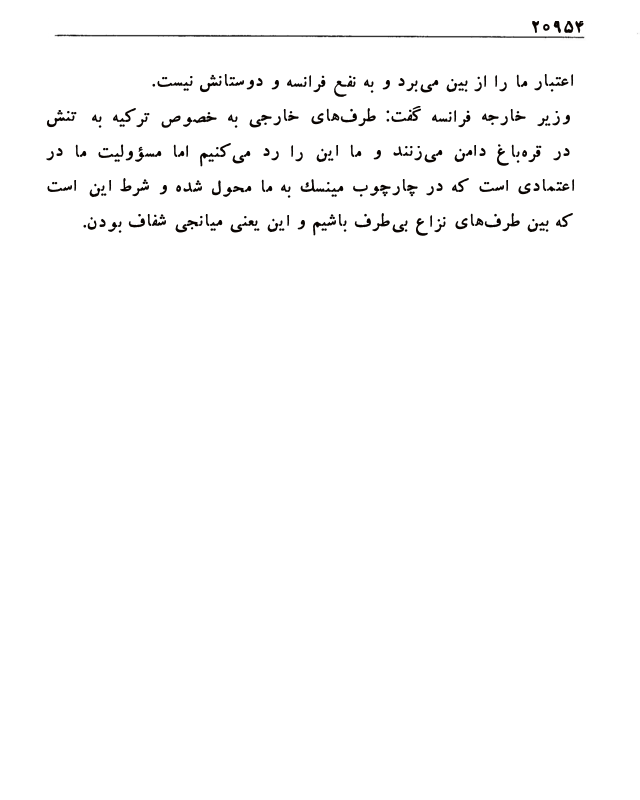 ۲۰۹۵۴
اعتبار ما را از بین می‌برد و به نفع فرانسه و دوستانش نیست.
وزیر خارجه فرانسه گفت: طرف‌های خارجی به خصوص ترکیه به تنش
در قره‌باغ دامن می‌زنند و ما این را رد می‌کنیم اما مسؤولیت ما در
اعتمادی است که در چارچوب مینسك به ما محول شده و شرط این است
که بین طرف‌های نزاع بی‌طرف باشیم و این یعنی میانجی شفاف بودن.